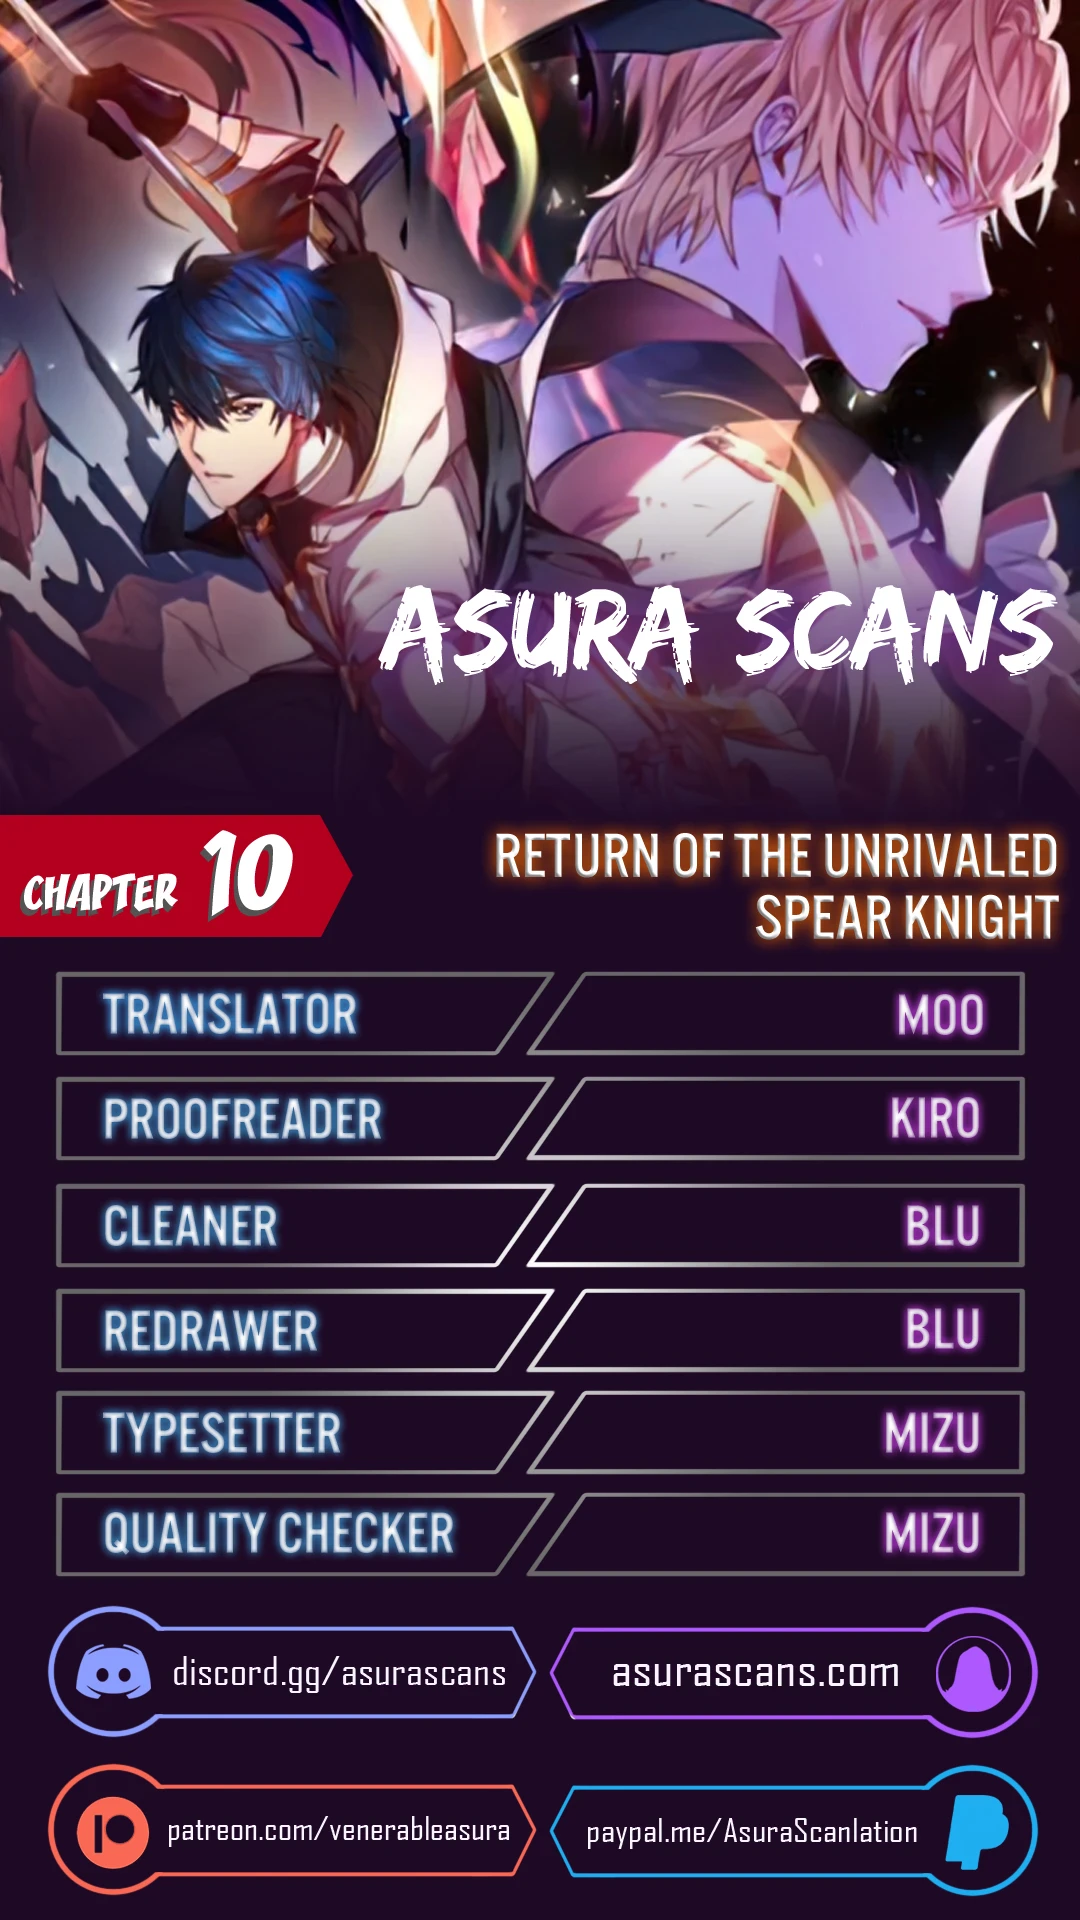 ASURA SCANS
CHAPTER 10
RETURN OF THE UNRIVALED
SPEAR KNIGHT
TRANSLATOR MOO
PROOFREADER KIRO
CLEANER BLU
REDRAWER BLU
TYPESETTER MIZU
QUALITY CHECKER MIZU
discord.gg/asurascans
asurascans.com
patreon.com/venerableasura
paypal.me/AsuraScanlation